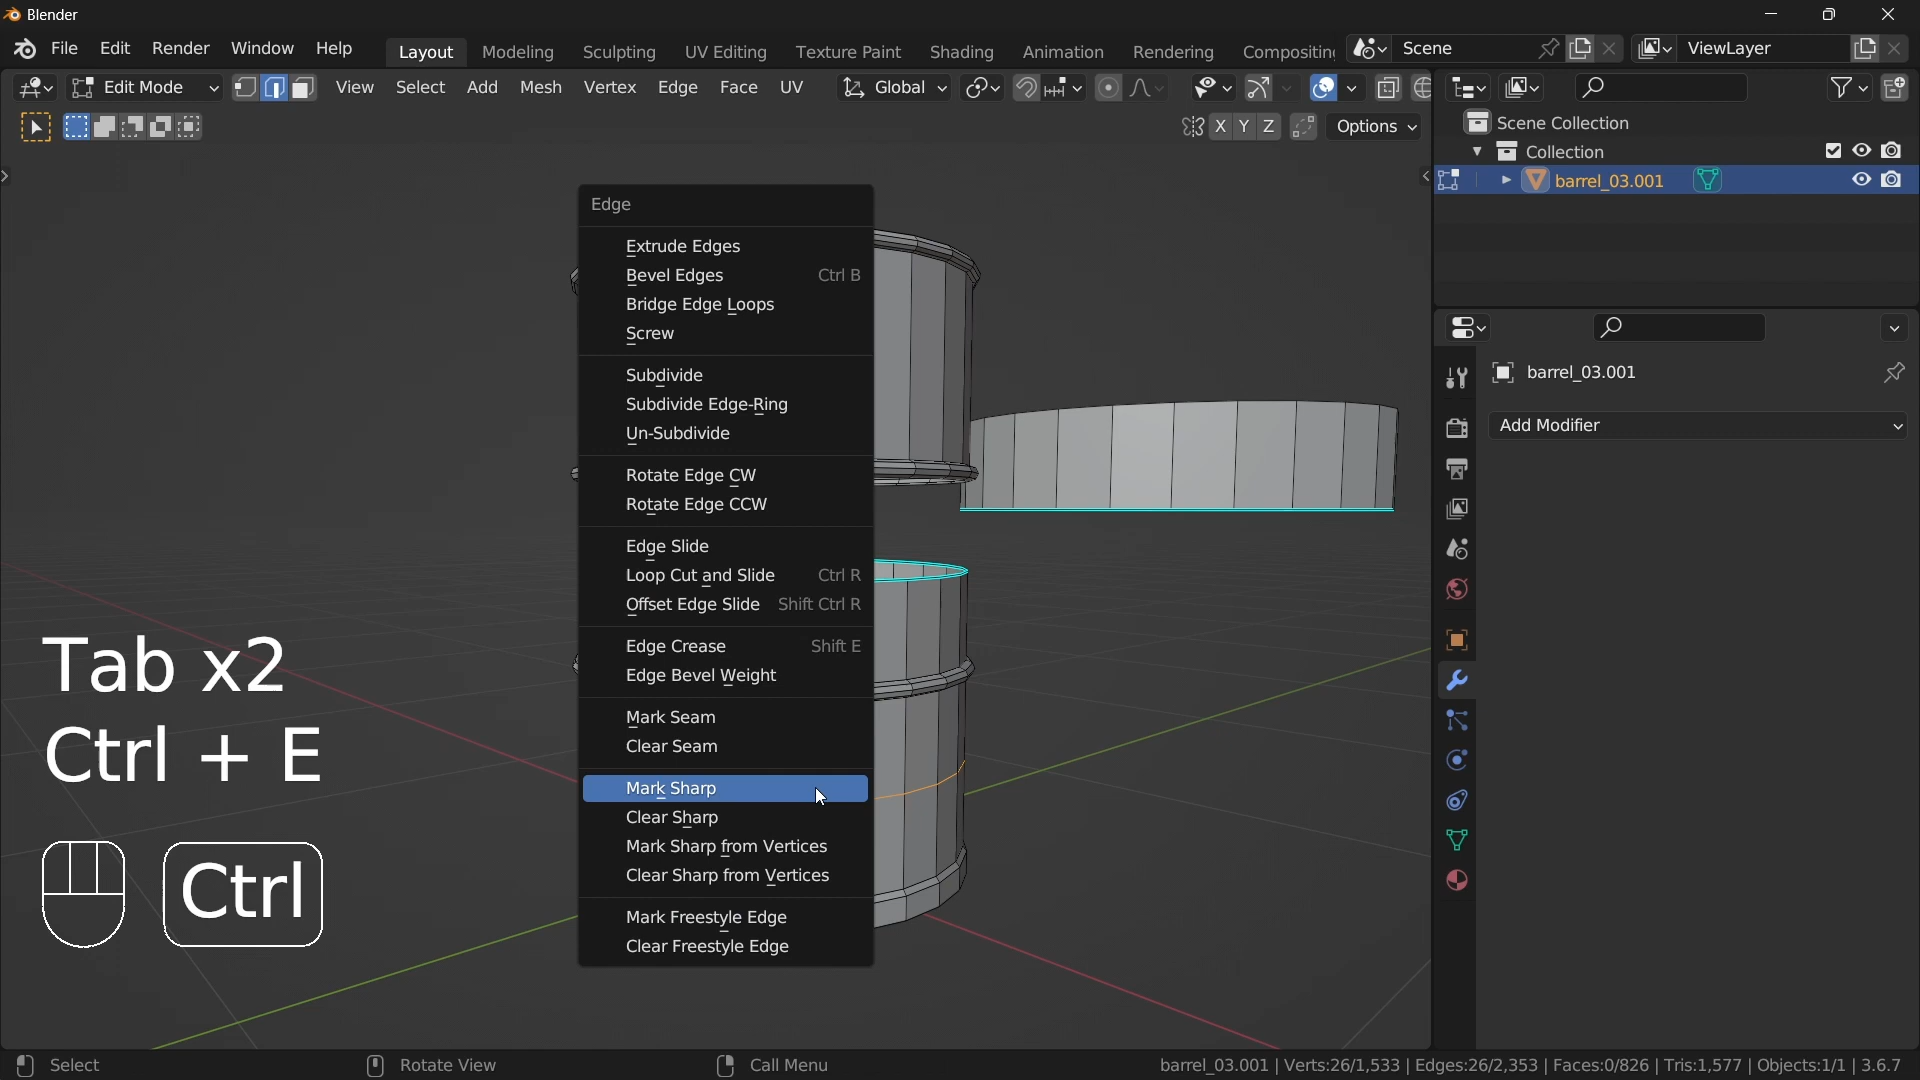 Blender
File Edit Render Window Help Layout Modeling Sculpting UV Editing Texture Paint Shading Animation Rendering Compositin Scene ViewLayer
Edit Mode View Select Add Mesh Vertex Edge Face UV Global
X Y Z Options
Scene Collection
Collection
barrel_03.001
barrel_03.001
Add Modifier
Edge
Extrude Edges
Bevel Edges Ctrl B
Bridge Edge Loops
Screw
Subdivide
Subdivide Edge-Ring
Un-Subdivide
Rotate Edge CW
Rotate Edge CCW
Edge Slide
Loop Cut and Slide Ctrl R
Offset Edge Slide Shift Ctrl R
Edge Crease Shift E
Edge Bevel Weight
Mark Seam
Clear Seam
Mark Sharp
Clear Sharp
Mark Sharp from Vertices
Clear Sharp from Vertices
Mark Freestyle Edge
Clear Freestyle Edge
Tab x2
Ctrl + E
Ctrl
Select Rotate View Call Menu barrel_03.001 | Verts:26/1,533 | Edges:26/2,353 | Faces:0/826 | Tris:1,577 | Objects:1/1 | 3.6.7